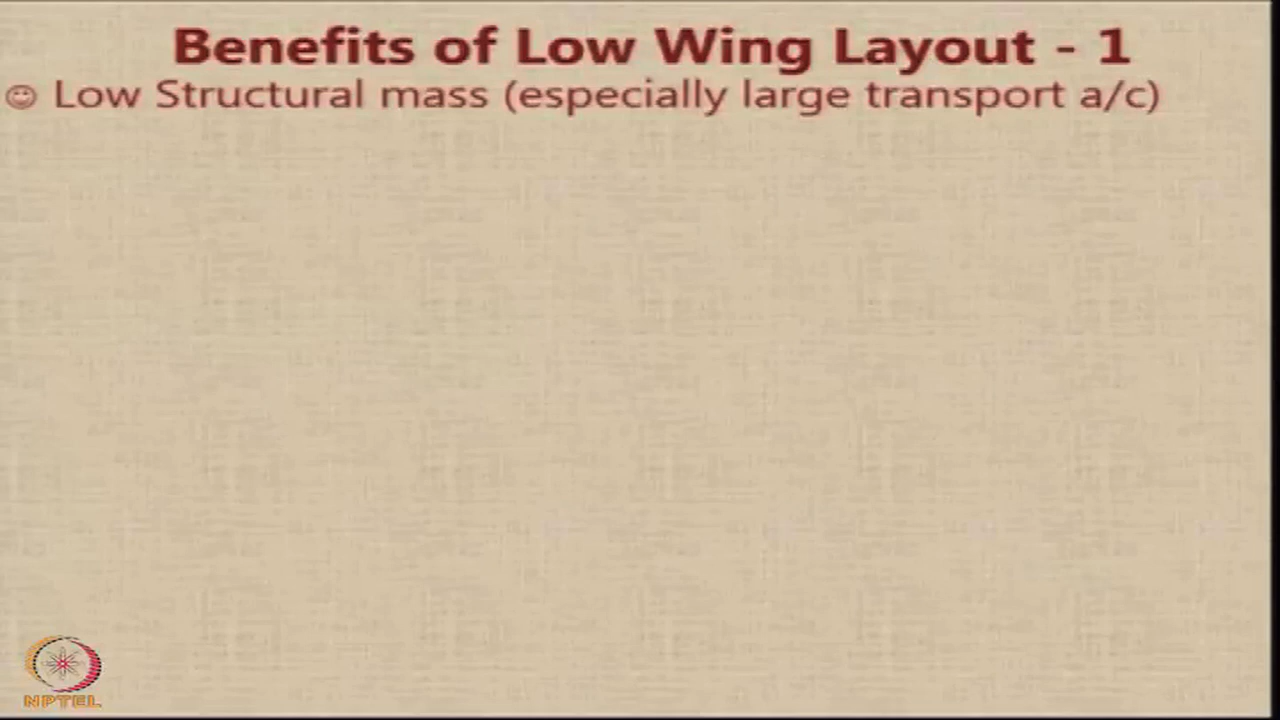 Benefits of Low Wing Layout - 1
☺ Low Structural mass (especially large transport a/c)
NPTEL